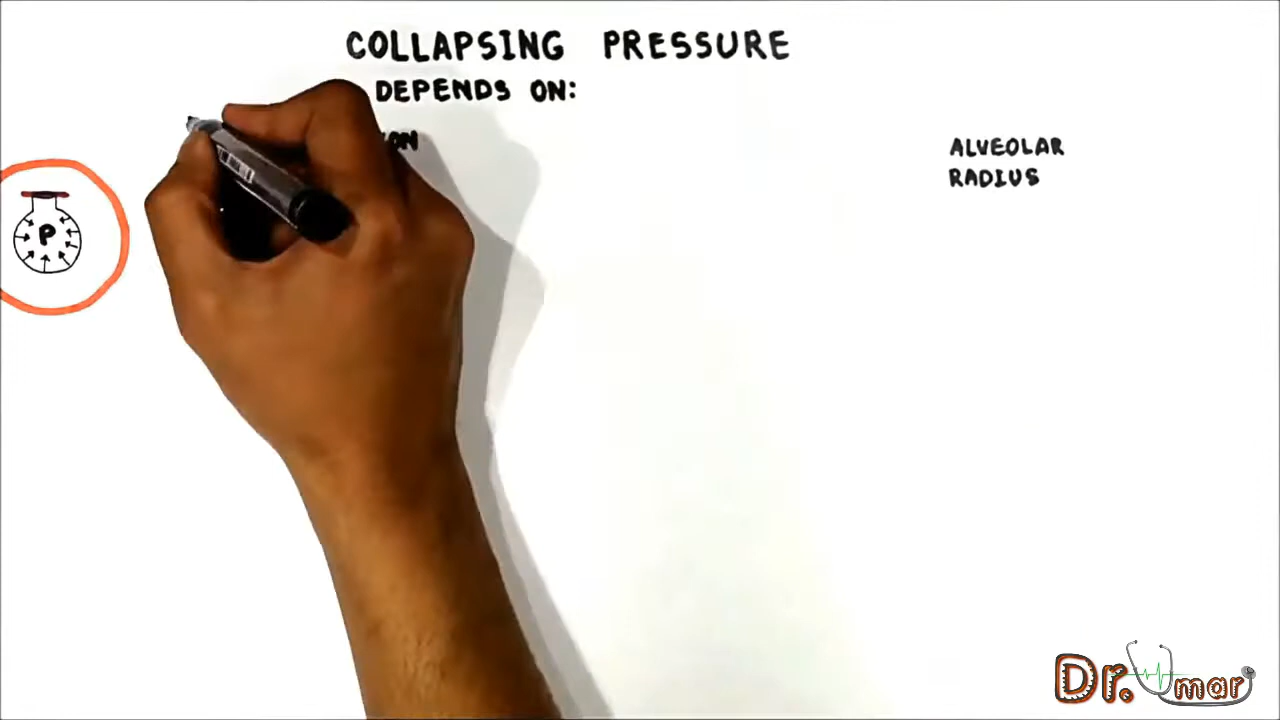 COLLAPSING PRESSURE
DEPENDS ON:
ALVEOLAR
RADIUS
P
Dr. Umar